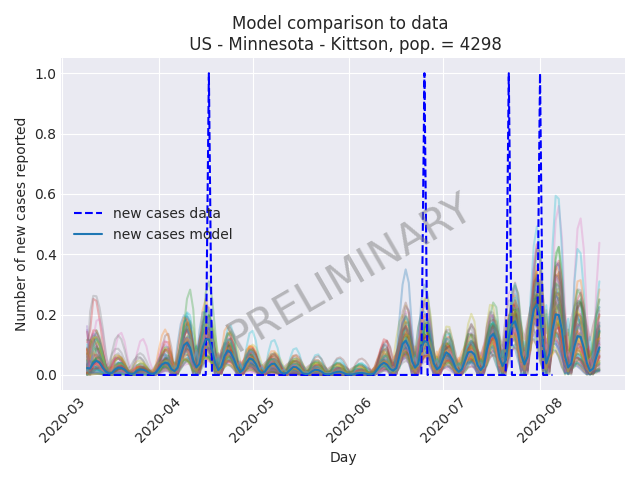 Model comparison to data
US - Minnesota - Kittson, pop. = 4298
Number of new cases reported
1.0
0.8
0.6
0.4
0.2
0.0
new cases data
new cases model
PRELIMINARY
2020-03
2020-04
2020-05
2020-06
2020-07
2020-08
Day